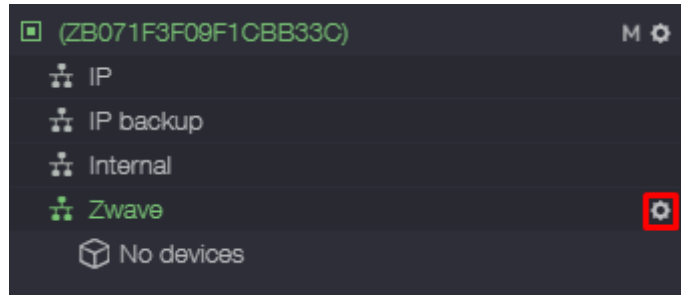 (ZB071F3F09F1CBB33C) M
IP
IP backup
Internal
Zwave
No devices